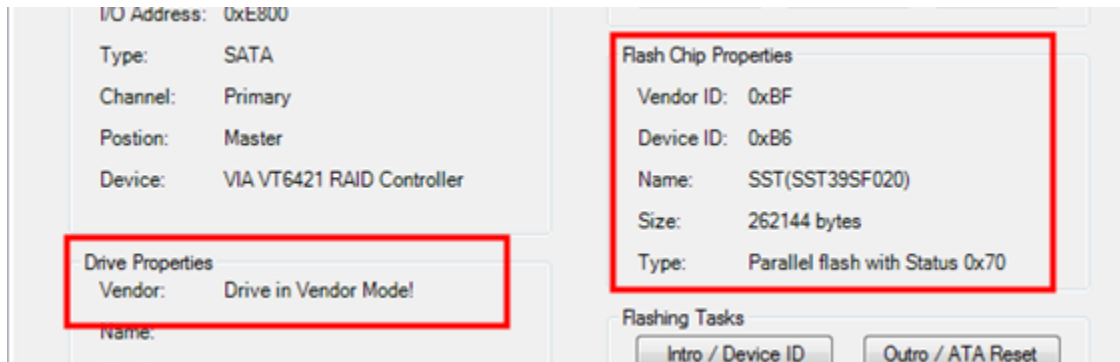 I/O Address: 0xE800
Type: SATA
Channel: Primary
Postion: Master
Device: VIA VT6421 RAID Controller
Drive Properties
Vendor: Drive in Vendor Mode!
Name:
Flash Chip Properties
Vendor ID: 0xBF
Device ID: 0xB6
Name: SST(SST39SF020)
Size: 262144 bytes
Type: Parallel flash with Status 0x70
Flashing Tasks
Intro / Device ID
Outro / ATA Reset